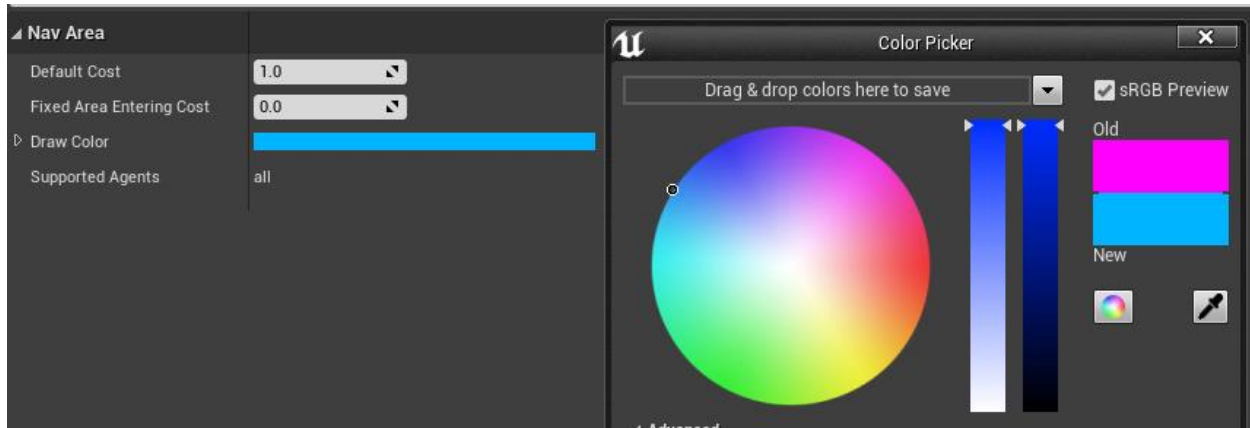 Nav Area
Default Cost 1.0
Fixed Area Entering Cost 0.0
Draw Color
Supported Agents all
Color Picker
Drag & drop colors here to save
sRGB Preview
Old
New
Advanced